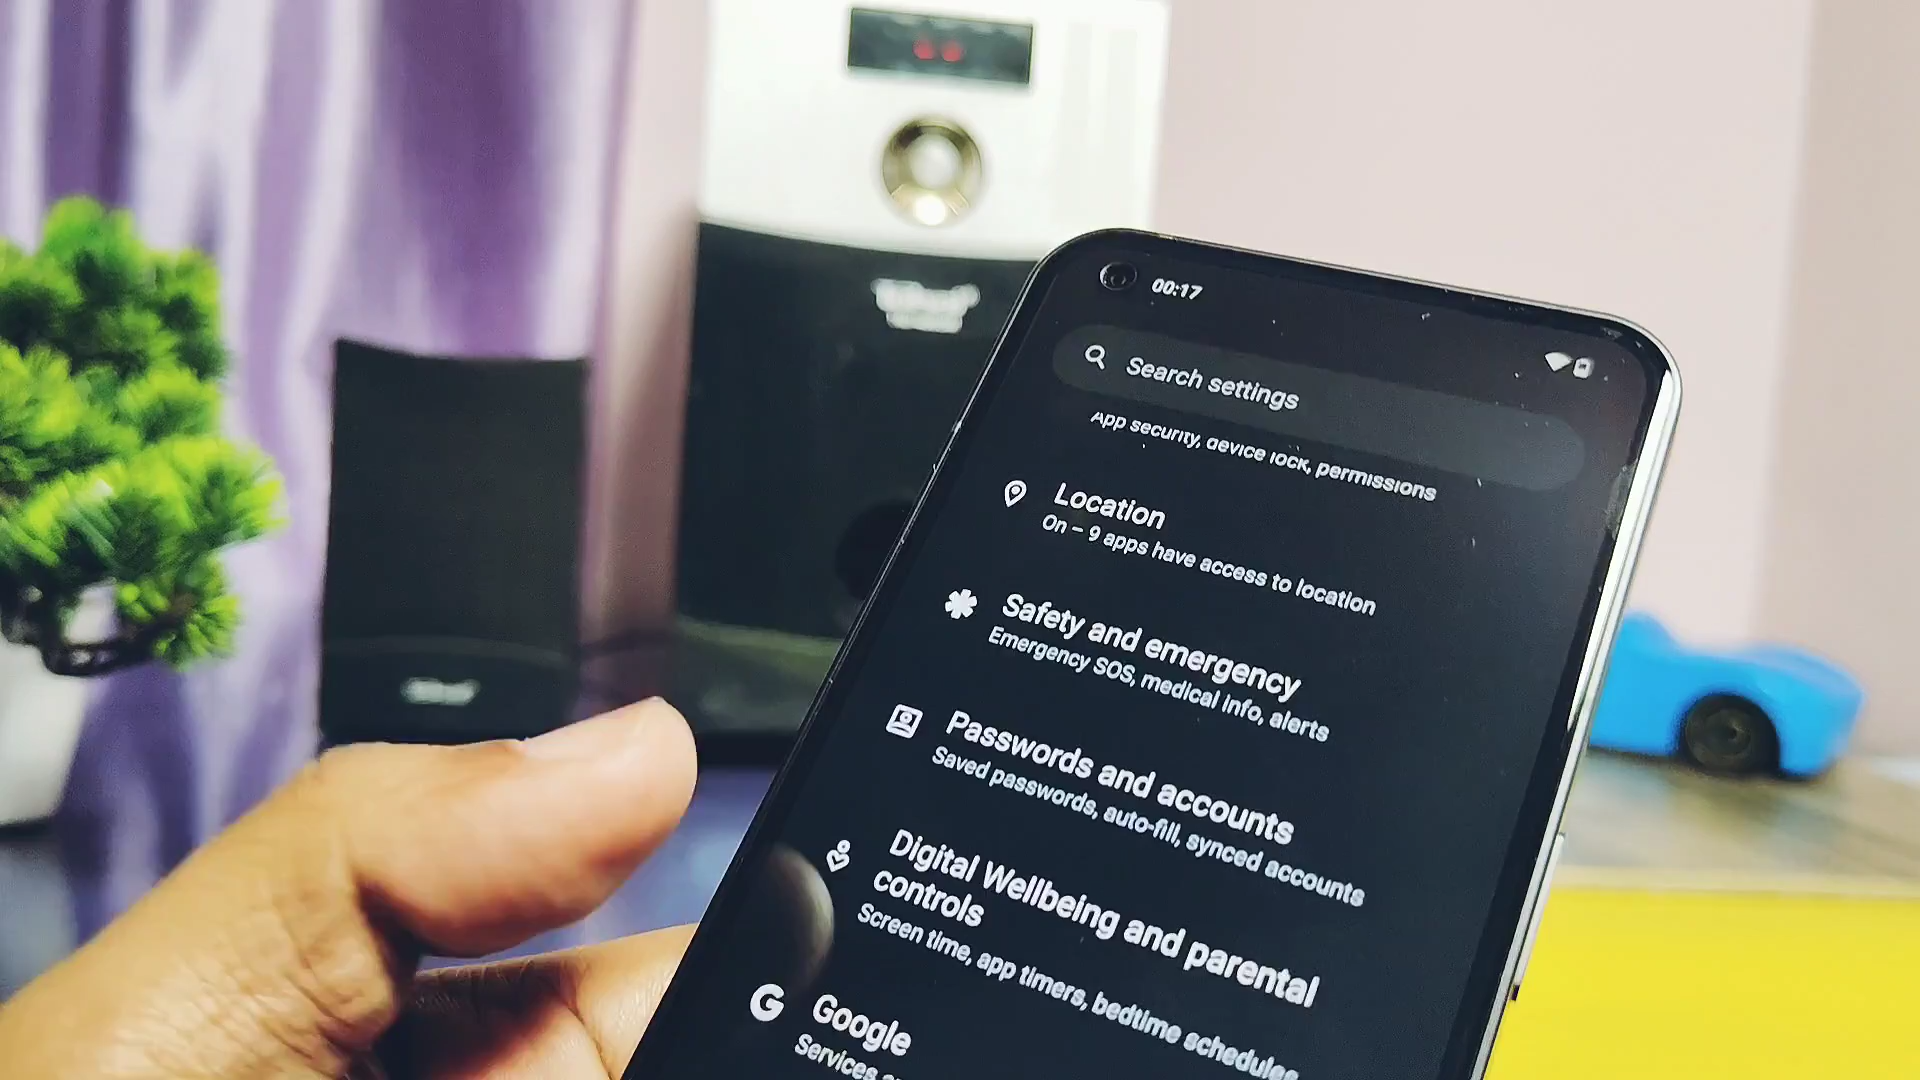 00:17
Search settings
App security, device lock, permissions
Location
On – 9 apps have access to location
Safety and emergency
Emergency SOS, medical info, alerts
Passwords and accounts
Saved passwords, auto-fill, synced accounts
Digital Wellbeing and parental
controls
Screen time, app timers, bedtime schedules
Google
Services